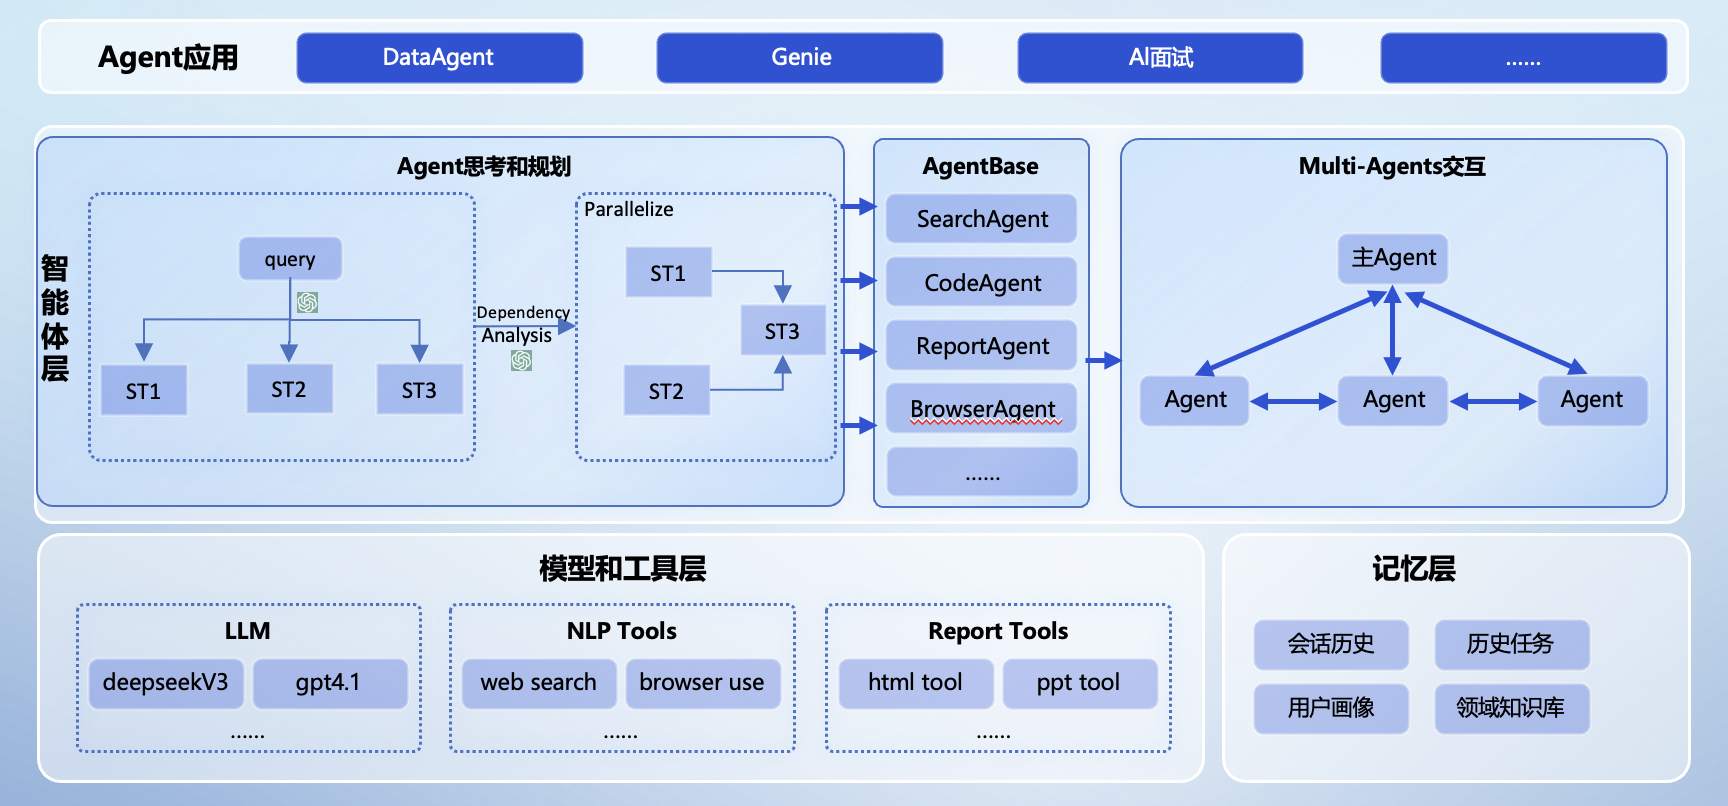 Agent应用
DataAgent
Genie
AI面试
......
智能体层
Agent思考和规划
query
ST1
ST2
ST3
Dependency
Analysis
Parallelize
ST1
ST2
ST3
AgentBase
SearchAgent
CodeAgent
ReportAgent
BrowserAgent
......
Multi-Agents交互
主Agent
Agent
Agent
Agent
模型和工具层
LLM
deepseekV3
gpt4.1
......
NLP Tools
web search
browser use
......
Report Tools
html tool
ppt tool
......
记忆层
会话历史
历史任务
用户画像
领域知识库